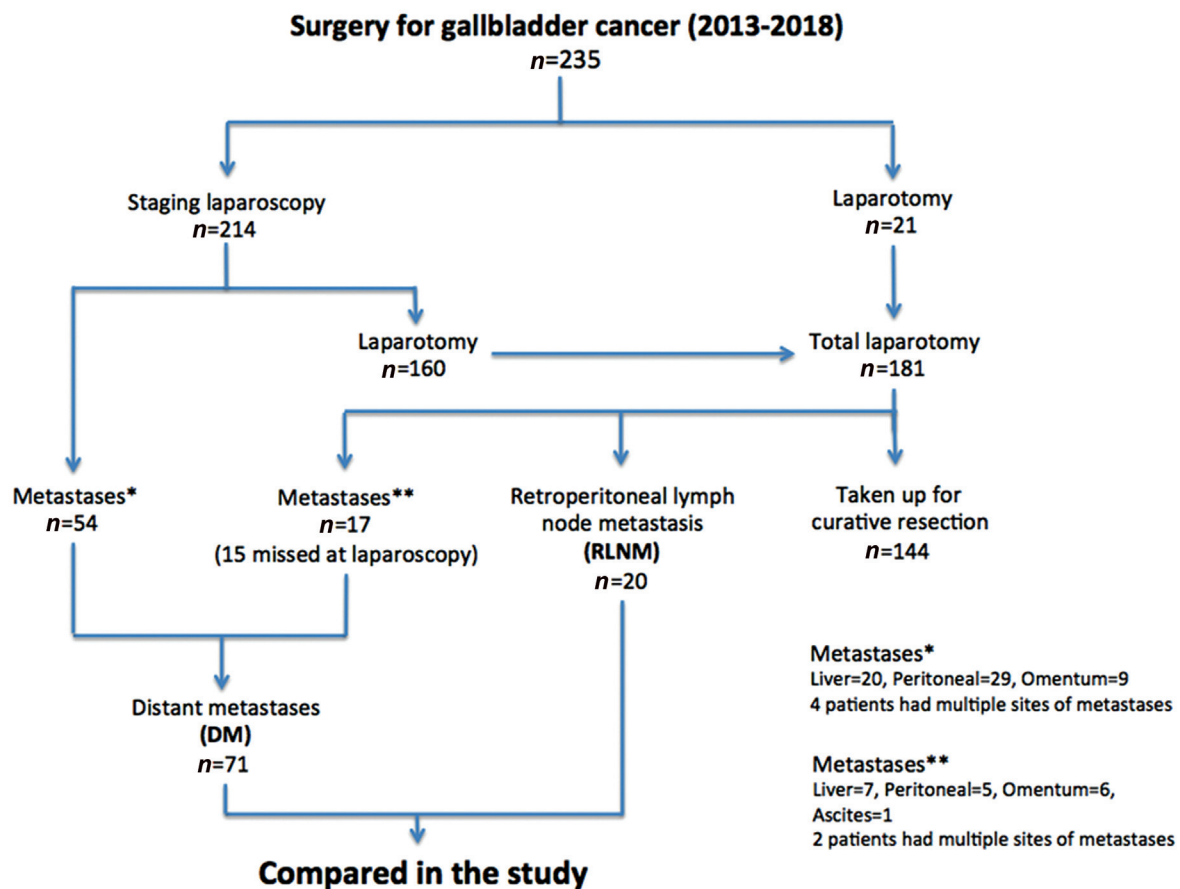 Surgery for gallbladder cancer (2013-2018)
n=235
Staging laparoscopy
n=214
Laparotomy
n=21
Laparotomy
n=160
Total laparotomy
n=181
Metastases*
n=54
Metastases**
n=17
(15 missed at laparoscopy)
Retroperitoneal lymph
node metastasis
(RLNM)
n=20
Taken up for
curative resection
n=144
Distant metastases
(DM)
n=71
Metastases*
Liver=20, Peritoneal=29, Omentum=9
4 patients had multiple sites of metastases
Metastases**
Liver=7, Peritoneal=5, Omentum=6,
Ascites=1
2 patients had multiple sites of metastases
Compared in the study